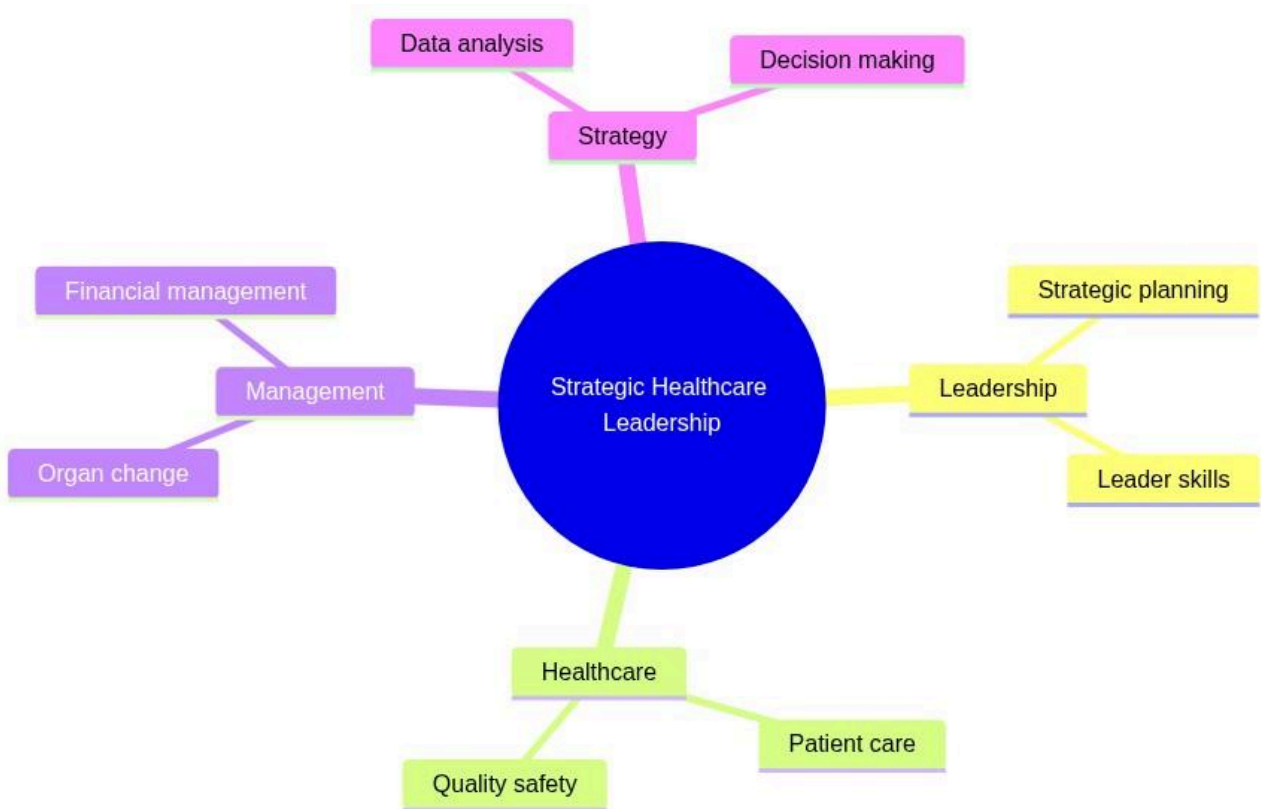 Data analysis
Decision making
Strategy
Financial management
Strategic planning
Management
Strategic Healthcare
Leadership
Leadership
Organ change
Leader skills
Healthcare
Patient care
Quality safety